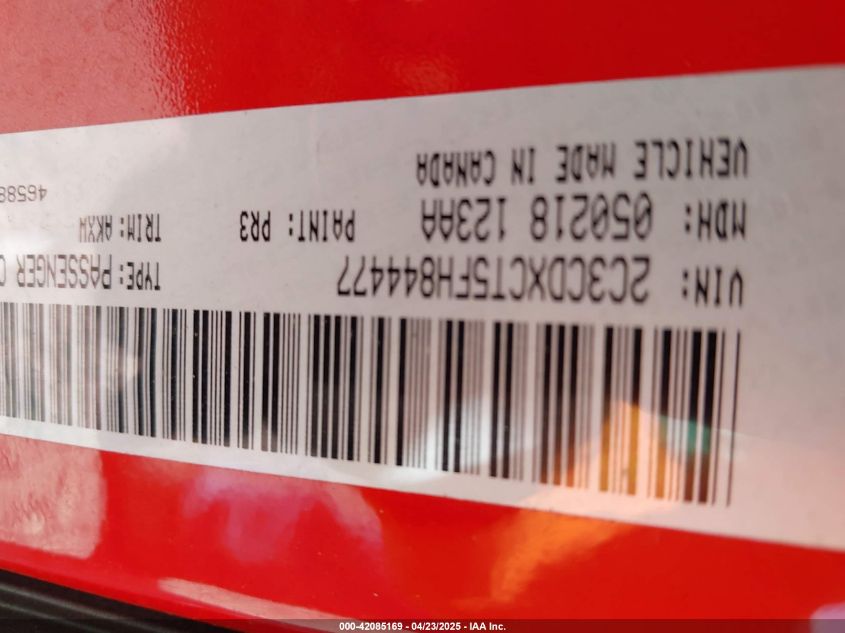 VIN: 2C3CDXCT5FH844477 TYPE: PASSENGER C
MDH: 050218 123AA PAINT: PR3 TRIM: AKXW
VEHICLE MADE IN CANADA 4658
000-42085169 - 04/23/2025 - IAA Inc.